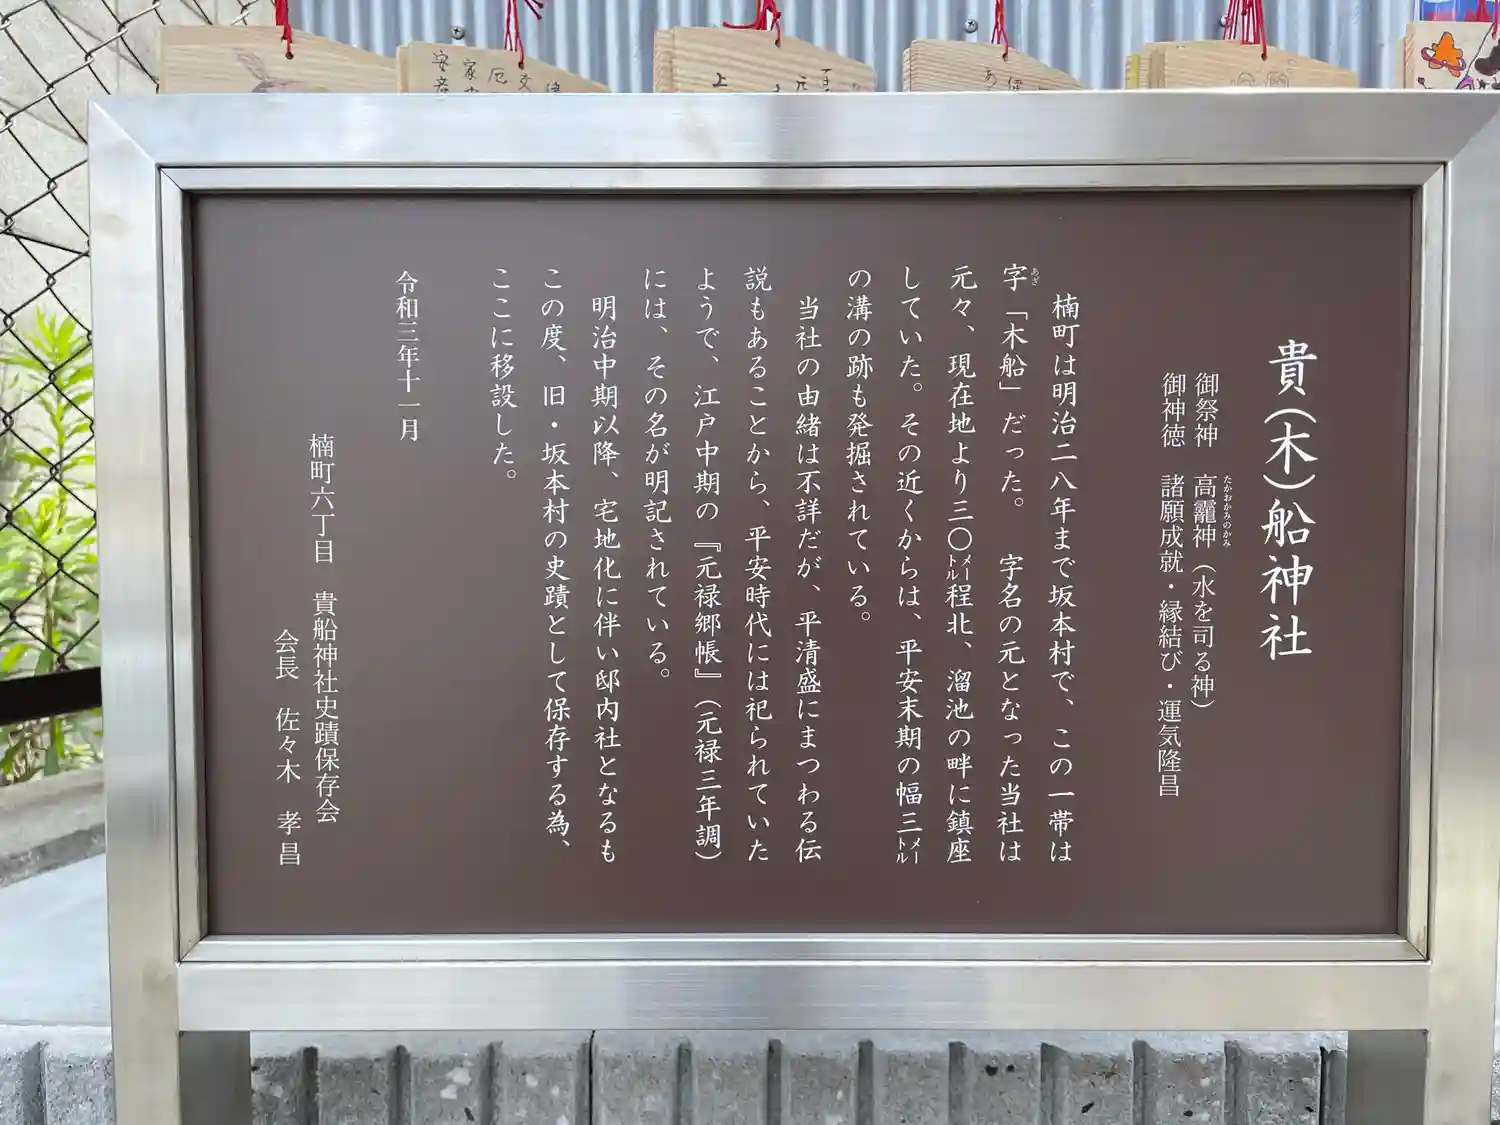 貴(木)船神社
御祭神　高龗神（水を司る神）
たかおかみのかみ
御神徳　諸願成就・縁結び・運気隆昌
楠町は明治二八年まで坂本村で、この一帯は
字「木船」だった。　字名の元となった当社は
あざ
元々、現在地より三〇メートル程北、溜池の畔に鎮座
していた。その近くからは、平安末期の幅三メートル
の溝の跡も発掘されている。
当社の由緒は不詳だが、平清盛にまつわる伝
説もあることから、平安時代には祀られていた
ようで、江戸中期の『元禄郷帳』（元禄三年調）
には、その名が明記されている。
明治中期以降、宅地化に伴い邸内社となるも
この度、旧・坂本村の史蹟として保存する為、
ここに移設した。
令和三年十一月
楠町六丁目　貴船神社史蹟保存会
会長　佐々木　孝昌